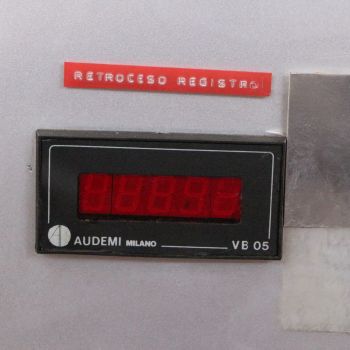 RETROCESO REGISTRO
AUDEMI MILANO VB 05